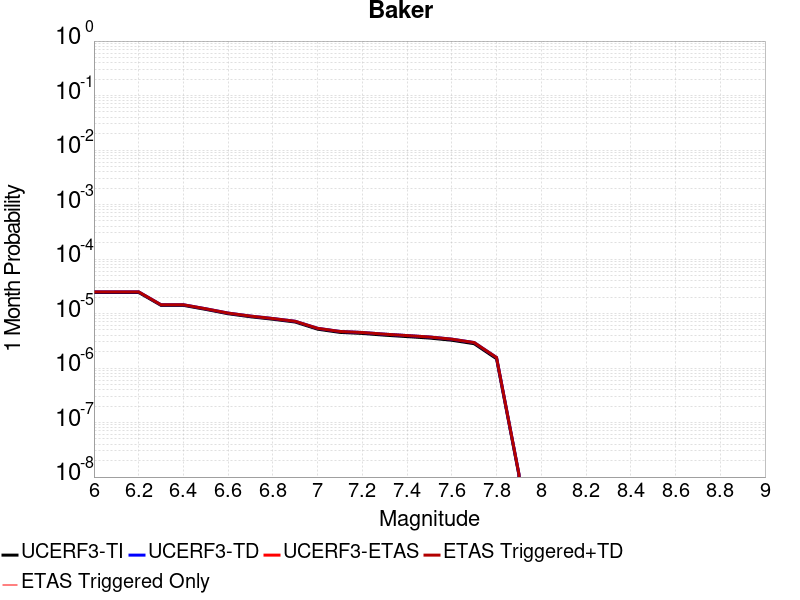 Baker
10^0
10^-1
10^-2
10^-3
10^-4
10^-5
10^-6
10^-7
10^-8
1 Month Probability
6 6.2 6.4 6.6 6.8 7 7.2 7.4 7.6 7.8 8 8.2 8.4 8.6 8.8 9
Magnitude
UCERF3-TI UCERF3-TD UCERF3-ETAS ETAS Triggered+TD
ETAS Triggered Only